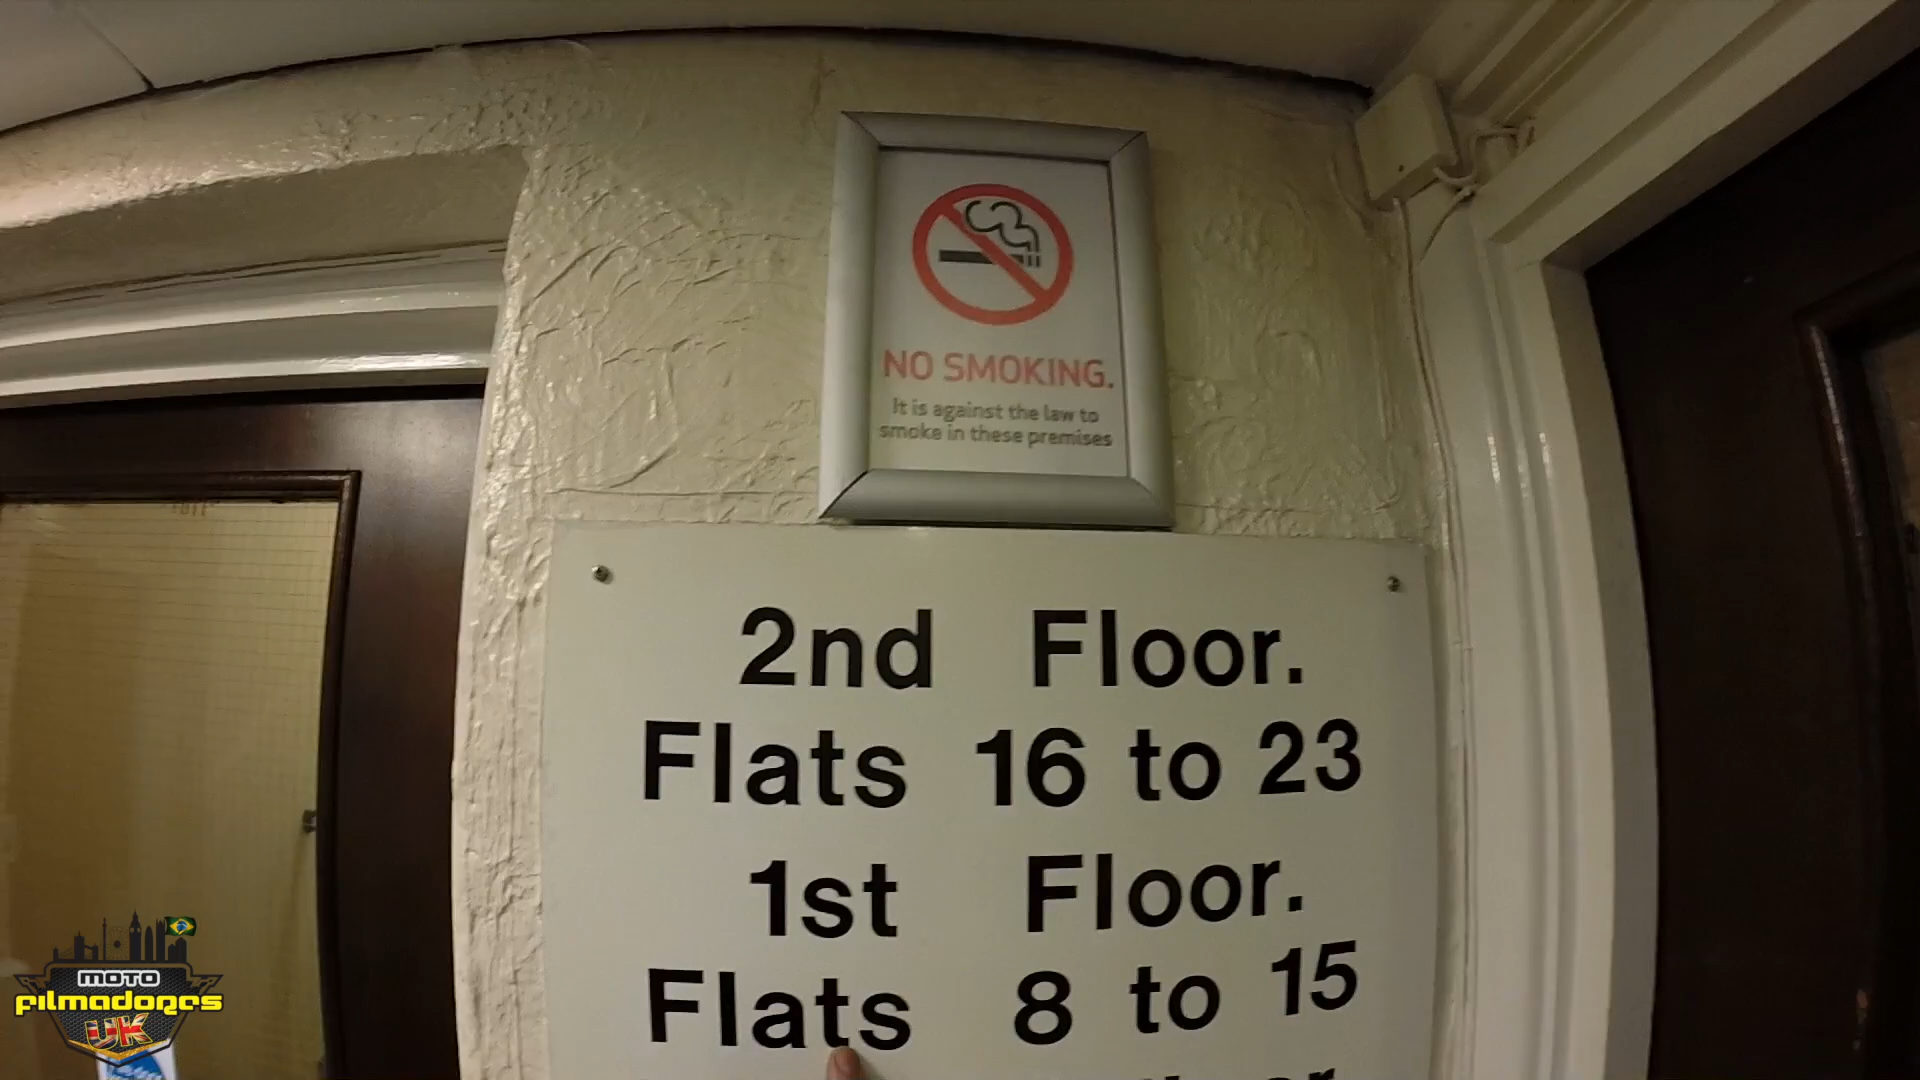 NO SMOKING.
It is against the law to
smoke in these premises
2nd Floor.
Flats 16 to 23
1st Floor.
Flats 8 to 15
MOTO
filmadores
UK